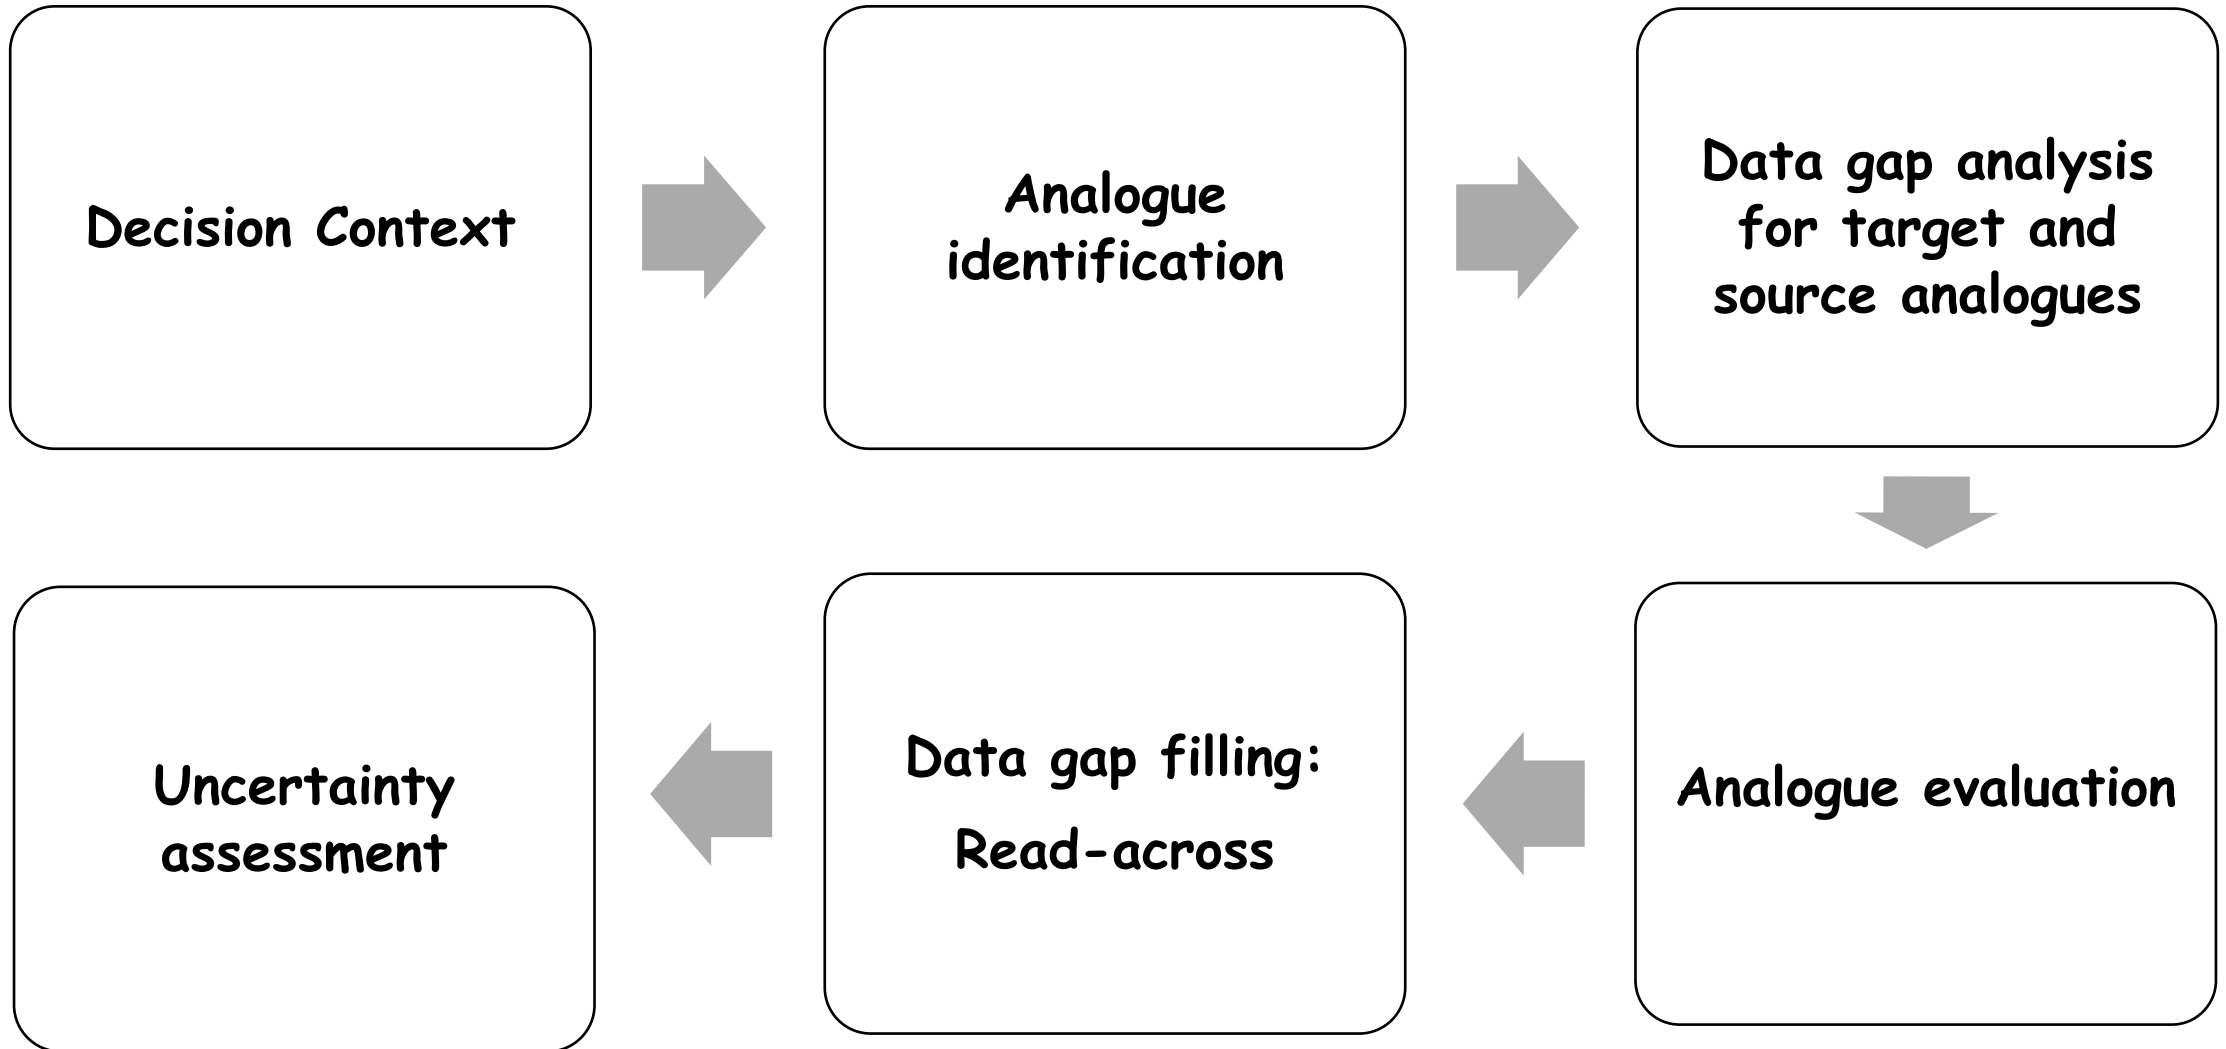 Decision Context
Analogue
identification
Data gap analysis
for target and
source analogues
Analogue evaluation
Data gap filling:
Read-across
Uncertainty
assessment